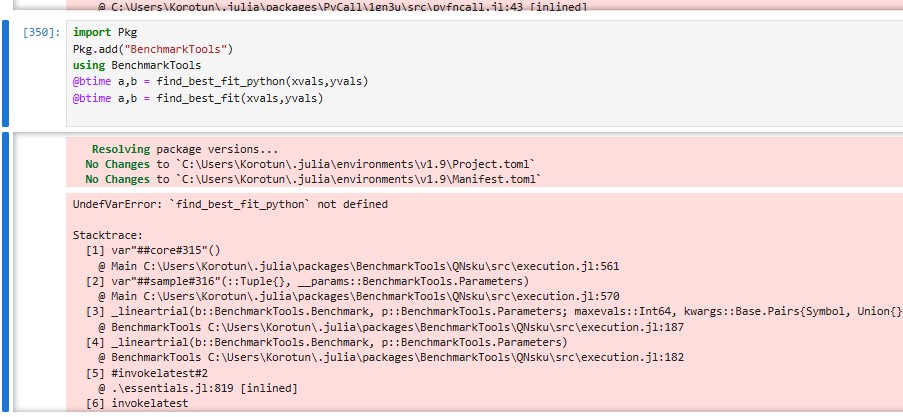 @ C:\Users\Korotun\.julia\packages\PyCall\1gn3u\src\pyfncall.jl:43 [inlined]
[350]: import Pkg
Pkg.add("BenchmarkTools")
using BenchmarkTools
@btime a,b = find_best_fit_python(xvals,yvals)
@btime a,b = find_best_fit(xvals,yvals)
Resolving package versions...
No Changes to `C:\Users\Korotun\.julia\environments\v1.9\Project.toml`
No Changes to `C:\Users\Korotun\.julia\environments\v1.9\Manifest.toml`
UndefVarError: `find_best_fit_python` not defined
Stacktrace:
[1] var"##core#315"()
@ Main C:\Users\Korotun\.julia\packages\BenchmarkTools\QNsku\src\execution.jl:561
[2] var"##sample#316"(::Tuple{}, __params::BenchmarkTools.Parameters)
@ Main C:\Users\Korotun\.julia\packages\BenchmarkTools\QNsku\src\execution.jl:570
[3] _lineartrial(b::BenchmarkTools.Benchmark, p::BenchmarkTools.Parameters; maxevals::Int64, kwargs::Base.Pairs{Symbol, Union{}
@ BenchmarkTools C:\Users\Korotun\.julia\packages\BenchmarkTools\QNsku\src\execution.jl:187
[4] _lineartrial(b::BenchmarkTools.Benchmark, p::BenchmarkTools.Parameters)
@ BenchmarkTools C:\Users\Korotun\.julia\packages\BenchmarkTools\QNsku\src\execution.jl:182
[5] #invokelatest#2
@ .\essentials.jl:819 [inlined]
[6] invokelatest